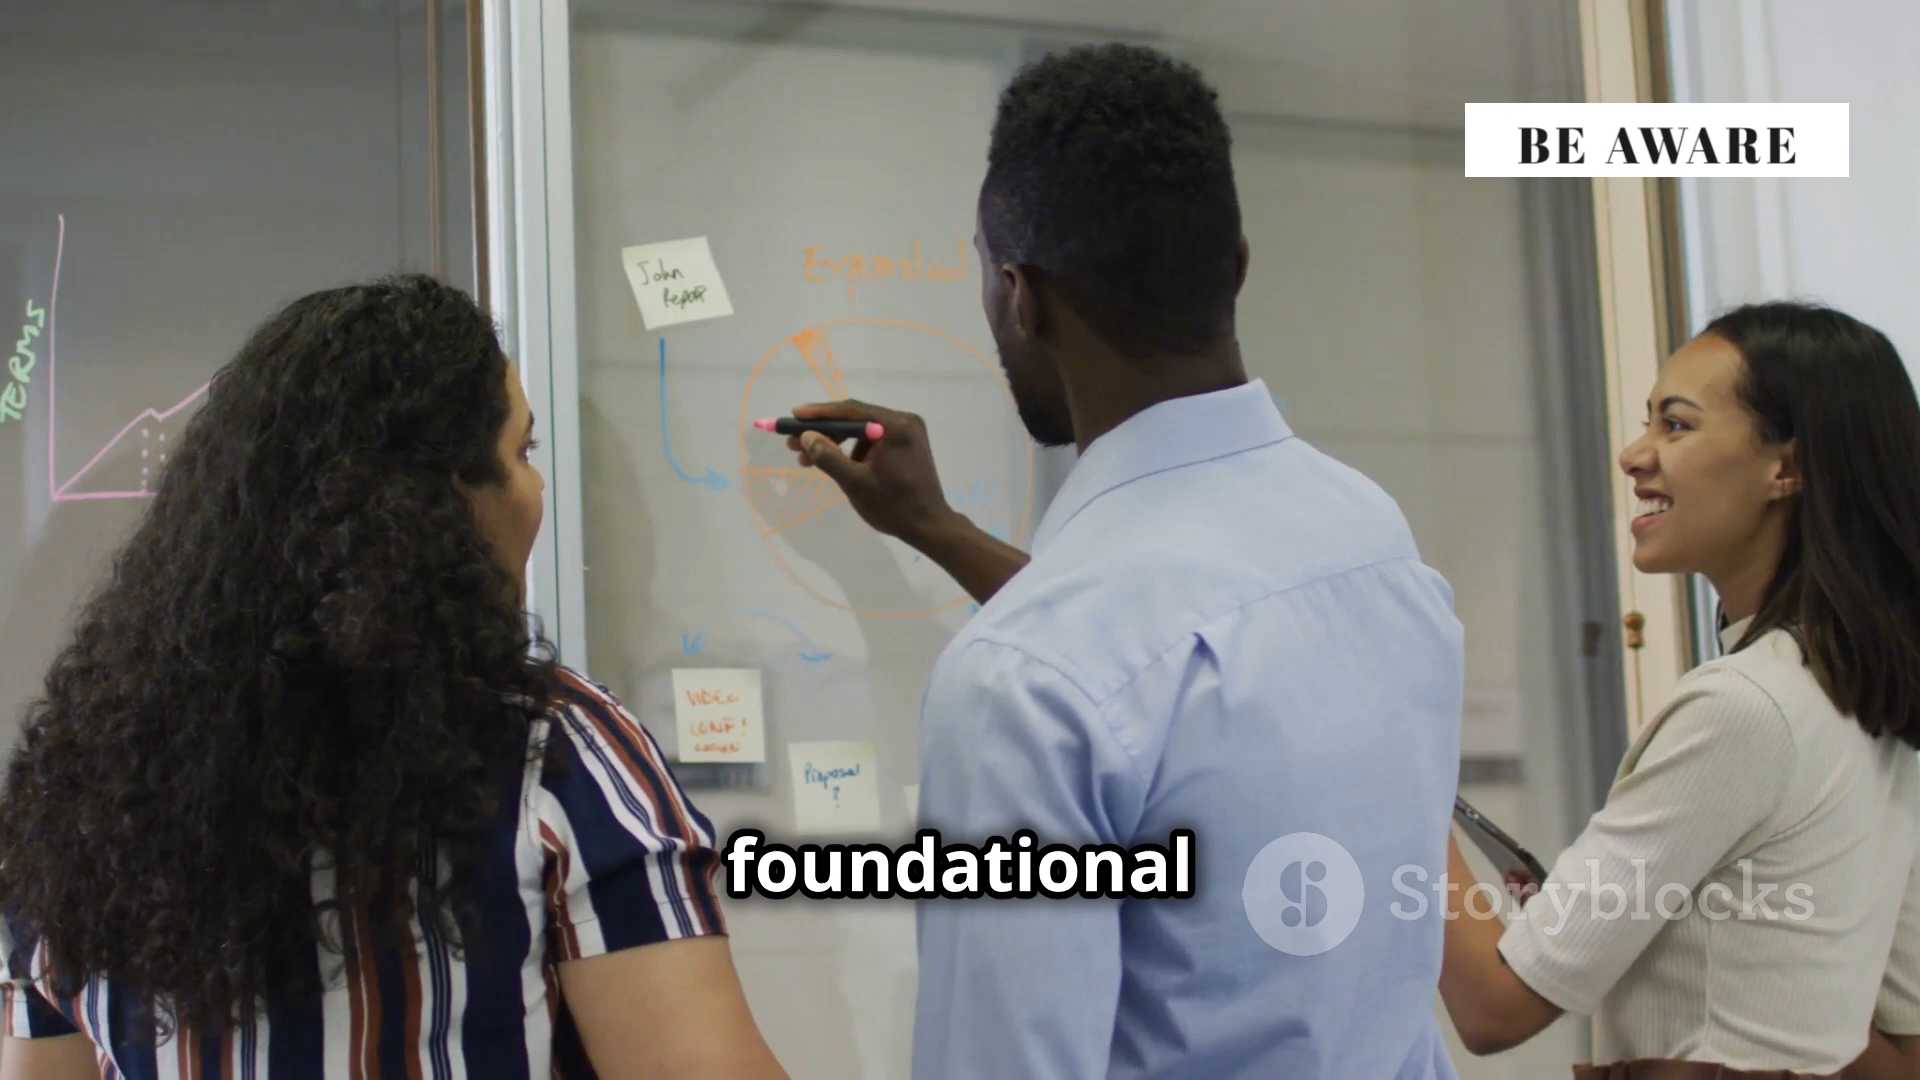 BE AWARE
TERMS
John
Report
Expanded
VIDEO
CONF!
Proposal
?
foundational
Storyblocks